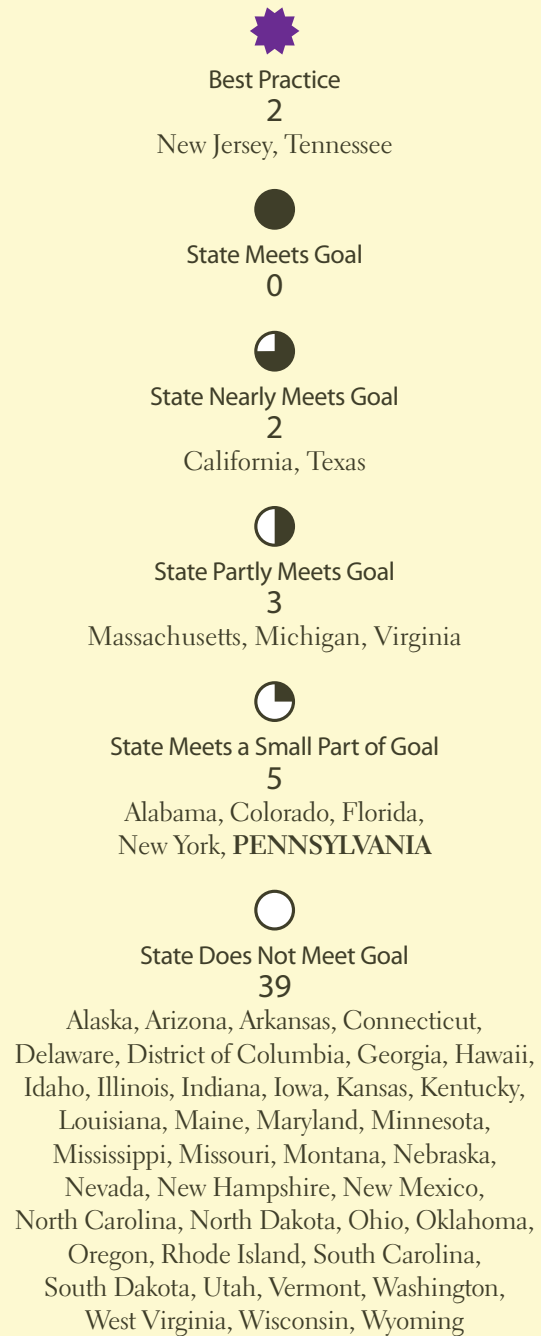 Best Practice
2
New Jersey, Tennessee
State Meets Goal
0
State Nearly Meets Goal
2
California, Texas
State Partly Meets Goal
3
Massachusetts, Michigan, Virginia
State Meets a Small Part of Goal
5
Alabama, Colorado, Florida,
New York, PENNSYLVANIA
State Does Not Meet Goal
39
Alaska, Arizona, Arkansas, Connecticut,
Delaware, District of Columbia, Georgia, Hawaii,
Idaho, Illinois, Indiana, Iowa, Kansas, Kentucky,
Louisiana, Maine, Maryland, Minnesota,
Mississippi, Missouri, Montana, Nebraska,
Nevada, New Hampshire, New Mexico,
North Carolina, North Dakota, Ohio, Oklahoma,
Oregon, Rhode Island, South Carolina,
South Dakota, Utah, Vermont, Washington,
West Virginia, Wisconsin, Wyoming